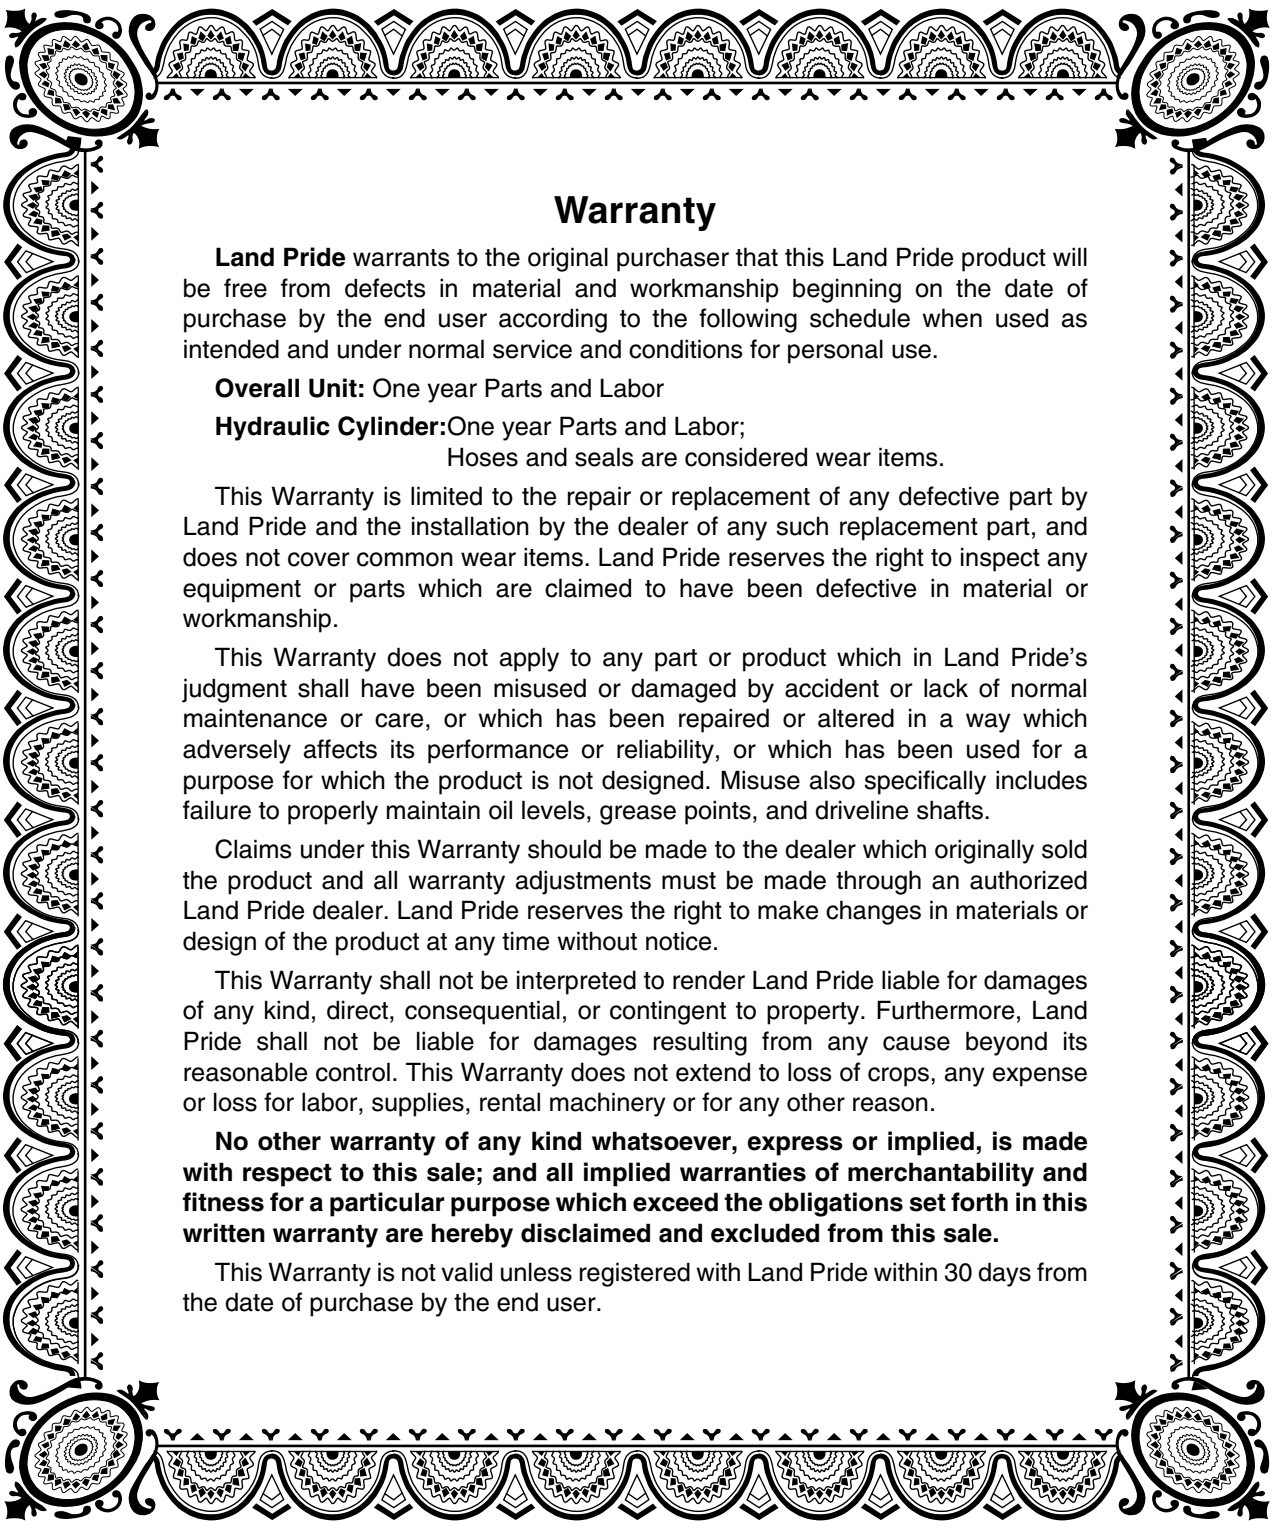 Warranty
Land Pride warrants to the original purchaser that this Land Pride product will
be free from defects in material and workmanship beginning on the date of
purchase by the end user according to the following schedule when used as
intended and under normal service and conditions for personal use.
Overall Unit: One year Parts and Labor
Hydraulic Cylinder:One year Parts and Labor;
Hoses and seals are considered wear items.
This Warranty is limited to the repair or replacement of any defective part by
Land Pride and the installation by the dealer of any such replacement part, and
does not cover common wear items. Land Pride reserves the right to inspect any
equipment or parts which are claimed to have been defective in material or
workmanship.
This Warranty does not apply to any part or product which in Land Pride’s
judgment shall have been misused or damaged by accident or lack of normal
maintenance or care, or which has been repaired or altered in a way which
adversely affects its performance or reliability, or which has been used for a
purpose for which the product is not designed. Misuse also specifically includes
failure to properly maintain oil levels, grease points, and driveline shafts.
Claims under this Warranty should be made to the dealer which originally sold
the product and all warranty adjustments must be made through an authorized
Land Pride dealer. Land Pride reserves the right to make changes in materials or
design of the product at any time without notice.
This Warranty shall not be interpreted to render Land Pride liable for damages
of any kind, direct, consequential, or contingent to property. Furthermore, Land
Pride shall not be liable for damages resulting from any cause beyond its
reasonable control. This Warranty does not extend to loss of crops, any expense
or loss for labor, supplies, rental machinery or for any other reason.
No other warranty of any kind whatsoever, express or implied, is made
with respect to this sale; and all implied warranties of merchantability and
fitness for a particular purpose which exceed the obligations set forth in this
written warranty are hereby disclaimed and excluded from this sale.
This Warranty is not valid unless registered with Land Pride within 30 days from
the date of purchase by the end user.